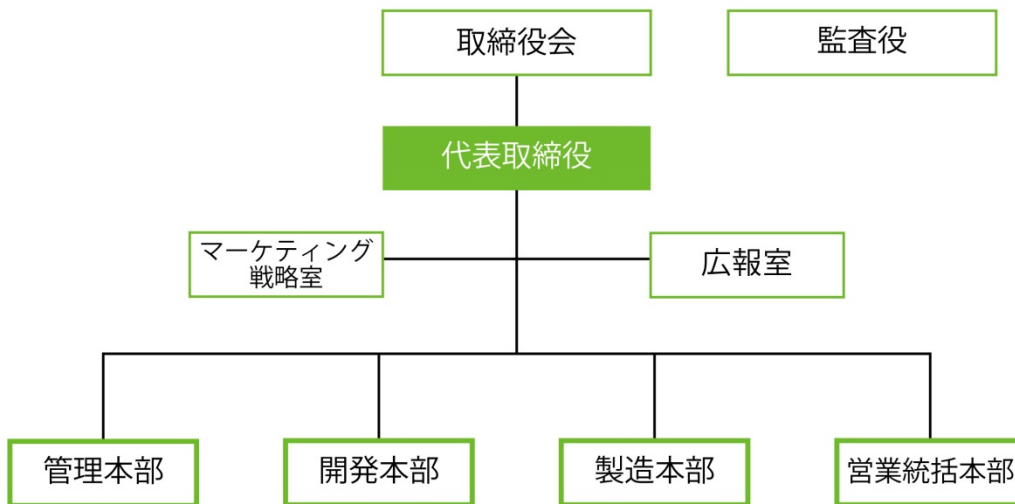 取締役会
監査役
代表取締役
マーケティング
戦略室
広報室
管理本部
開発本部
製造本部
営業統括本部